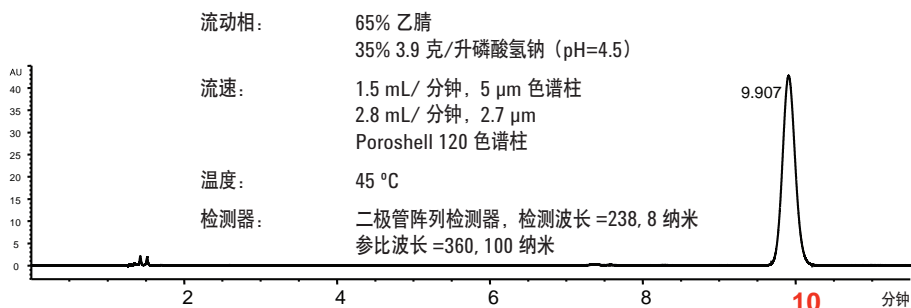 流动相： 65% 乙腈
35% 3.9 克/升磷酸氢钠（pH=4.5）
流速： 1.5 mL/ 分钟，5 µm 色谱柱
2.8 mL/ 分钟，2.7 µm
Poroshell 120 色谱柱
温度： 45 ºC
检测器： 二极管阵列检测器，检测波长 =238, 8 纳米
参比波长 =360, 100 纳米
AU
40
35
30
25
20
15
10
5
0
9.907
2 4 6 8 10 分钟